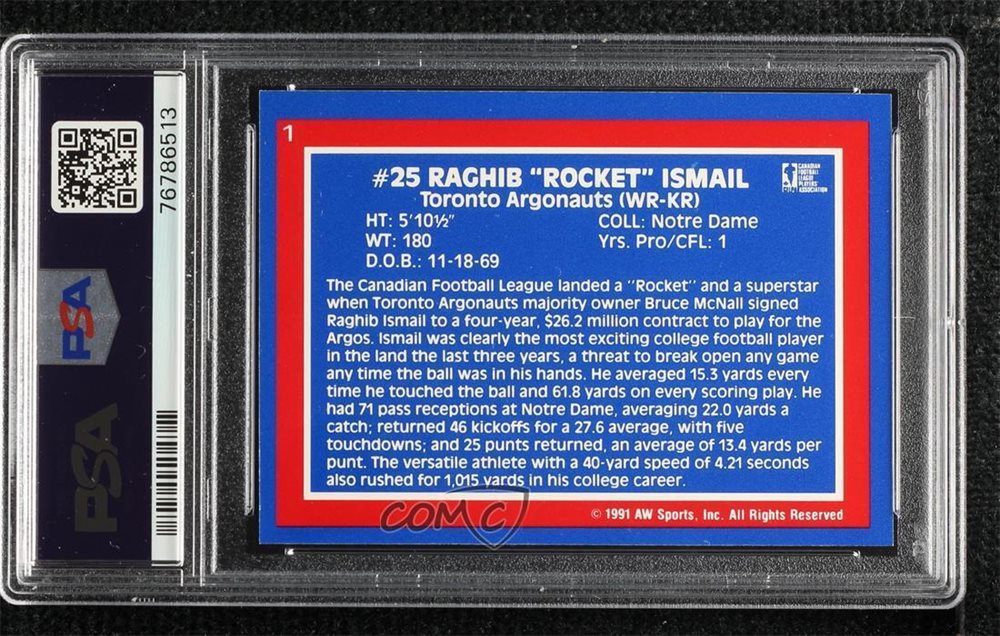 76786513
PSA
PSA
1
#25 RAGHIB "ROCKET" ISMAIL
Toronto Argonauts (WR-KR)
CANADIAN
FOOTBALL
LEAGUE
PLAYERS'
ASSOCIATION
HT: 5'10½"
COLL: Notre Dame
WT: 180
Yrs. Pro/CFL: 1
D.O.B.: 11-18-69
The Canadian Football League landed a "Rocket" and a superstar
when Toronto Argonauts majority owner Bruce McNall signed
Raghib Ismail to a four-year, $26.2 million contract to play for the
Argos. Ismail was clearly the most exciting college football player
in the land the last three years, a threat to break open any game
any time the ball was in his hands. He averaged 15.3 yards every
time he touched the ball and 61.8 yards on every scoring play. He
had 71 pass receptions at Notre Dame, averaging 22.0 yards a
catch; returned 46 kickoffs for a 27.6 average, with five
touchdowns; and 25 punts returned, an average of 13.4 yards per
punt. The versatile athlete with a 40-yard speed of 4.21 seconds
also rushed for 1,015 yards in his college career.
COMC
© 1991 AW Sports, Inc. All Rights Reserved